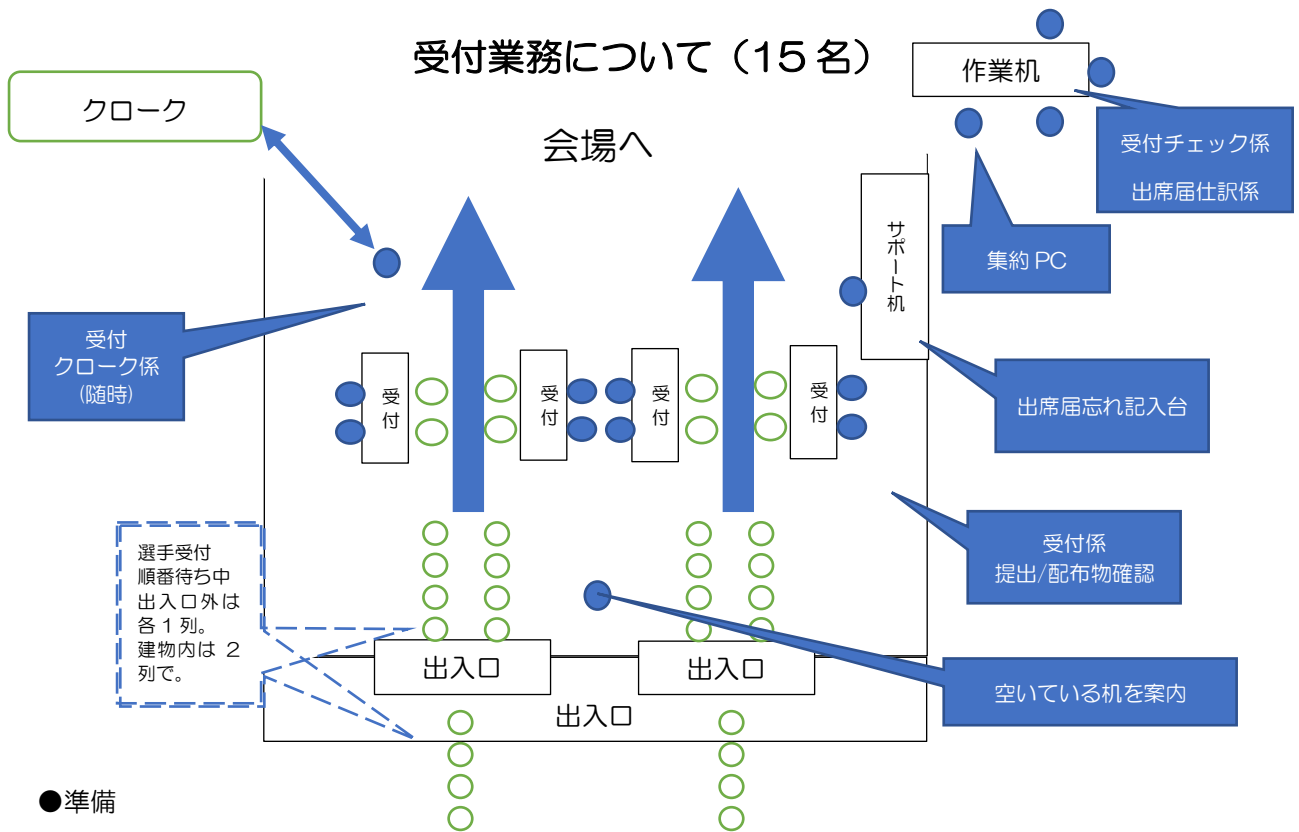 受付業務について（15名）
作業机
クローク
会場へ
受付チェック係
出席届仕訳係
サポート机
集約 PC
受付
クローク係
(随時)
受付
受付
受付
受付
出席届忘れ記入台
選手受付
順番待ち中
出入口外は
各1列。
建物内は 2
列で。
受付係
提出/配布物確認
出入口
出入口
空いている机を案内
出入口
●準備